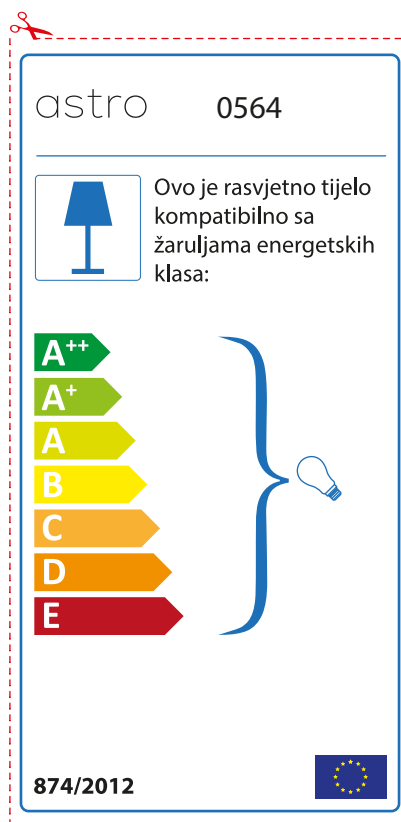 astro 0564
Ovo je rasvjetno tijelo
kompatibilno sa
žaruljama energetskih
klasa:
A++
A+
A
B
C
D
E
874/2012